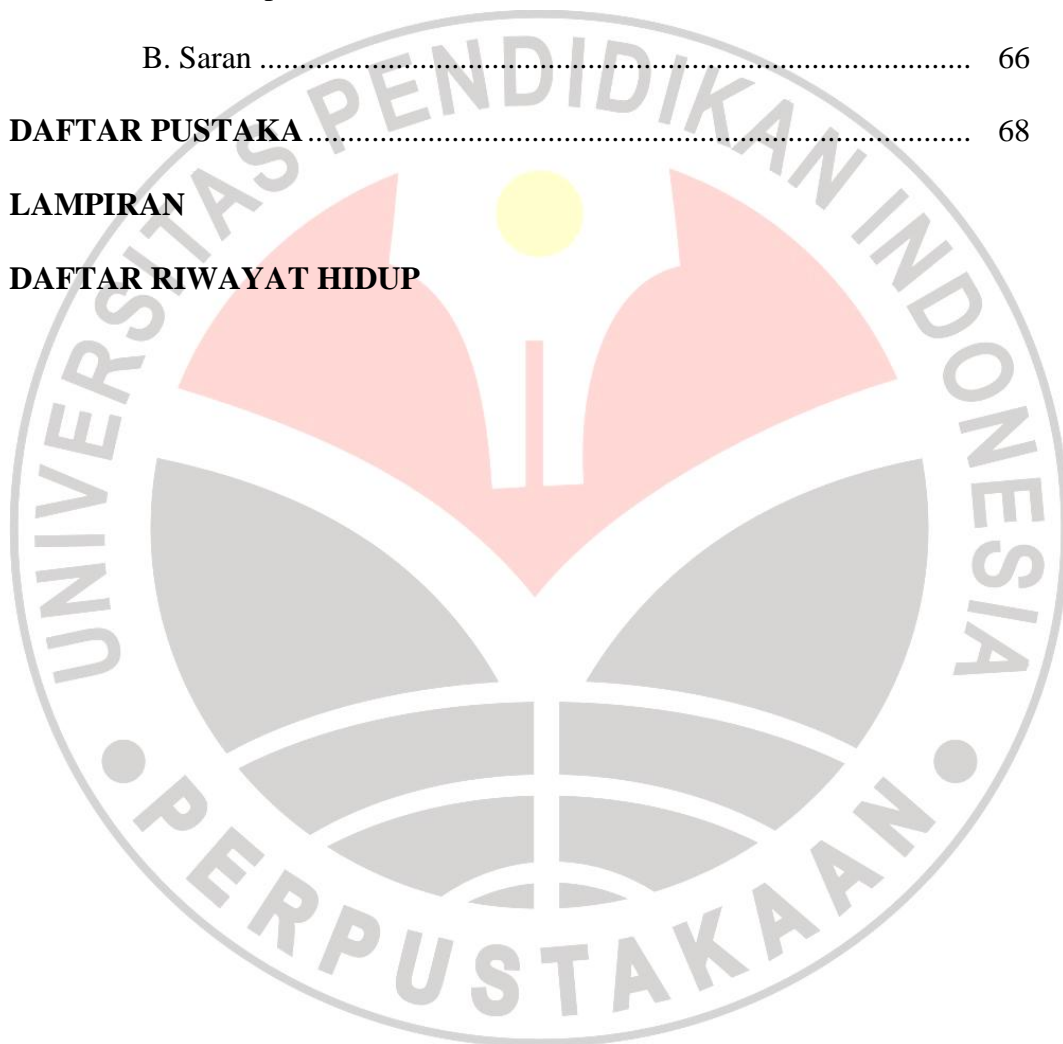 B. Saran ........................................................................................ 66
DAFTAR PUSTAKA ................................................................................... 68
LAMPIRAN
DAFTAR RIWAYAT HIDUP
UNIVERSITAS PENDIDIKAN INDONESIA
PERPUSTAKAAN